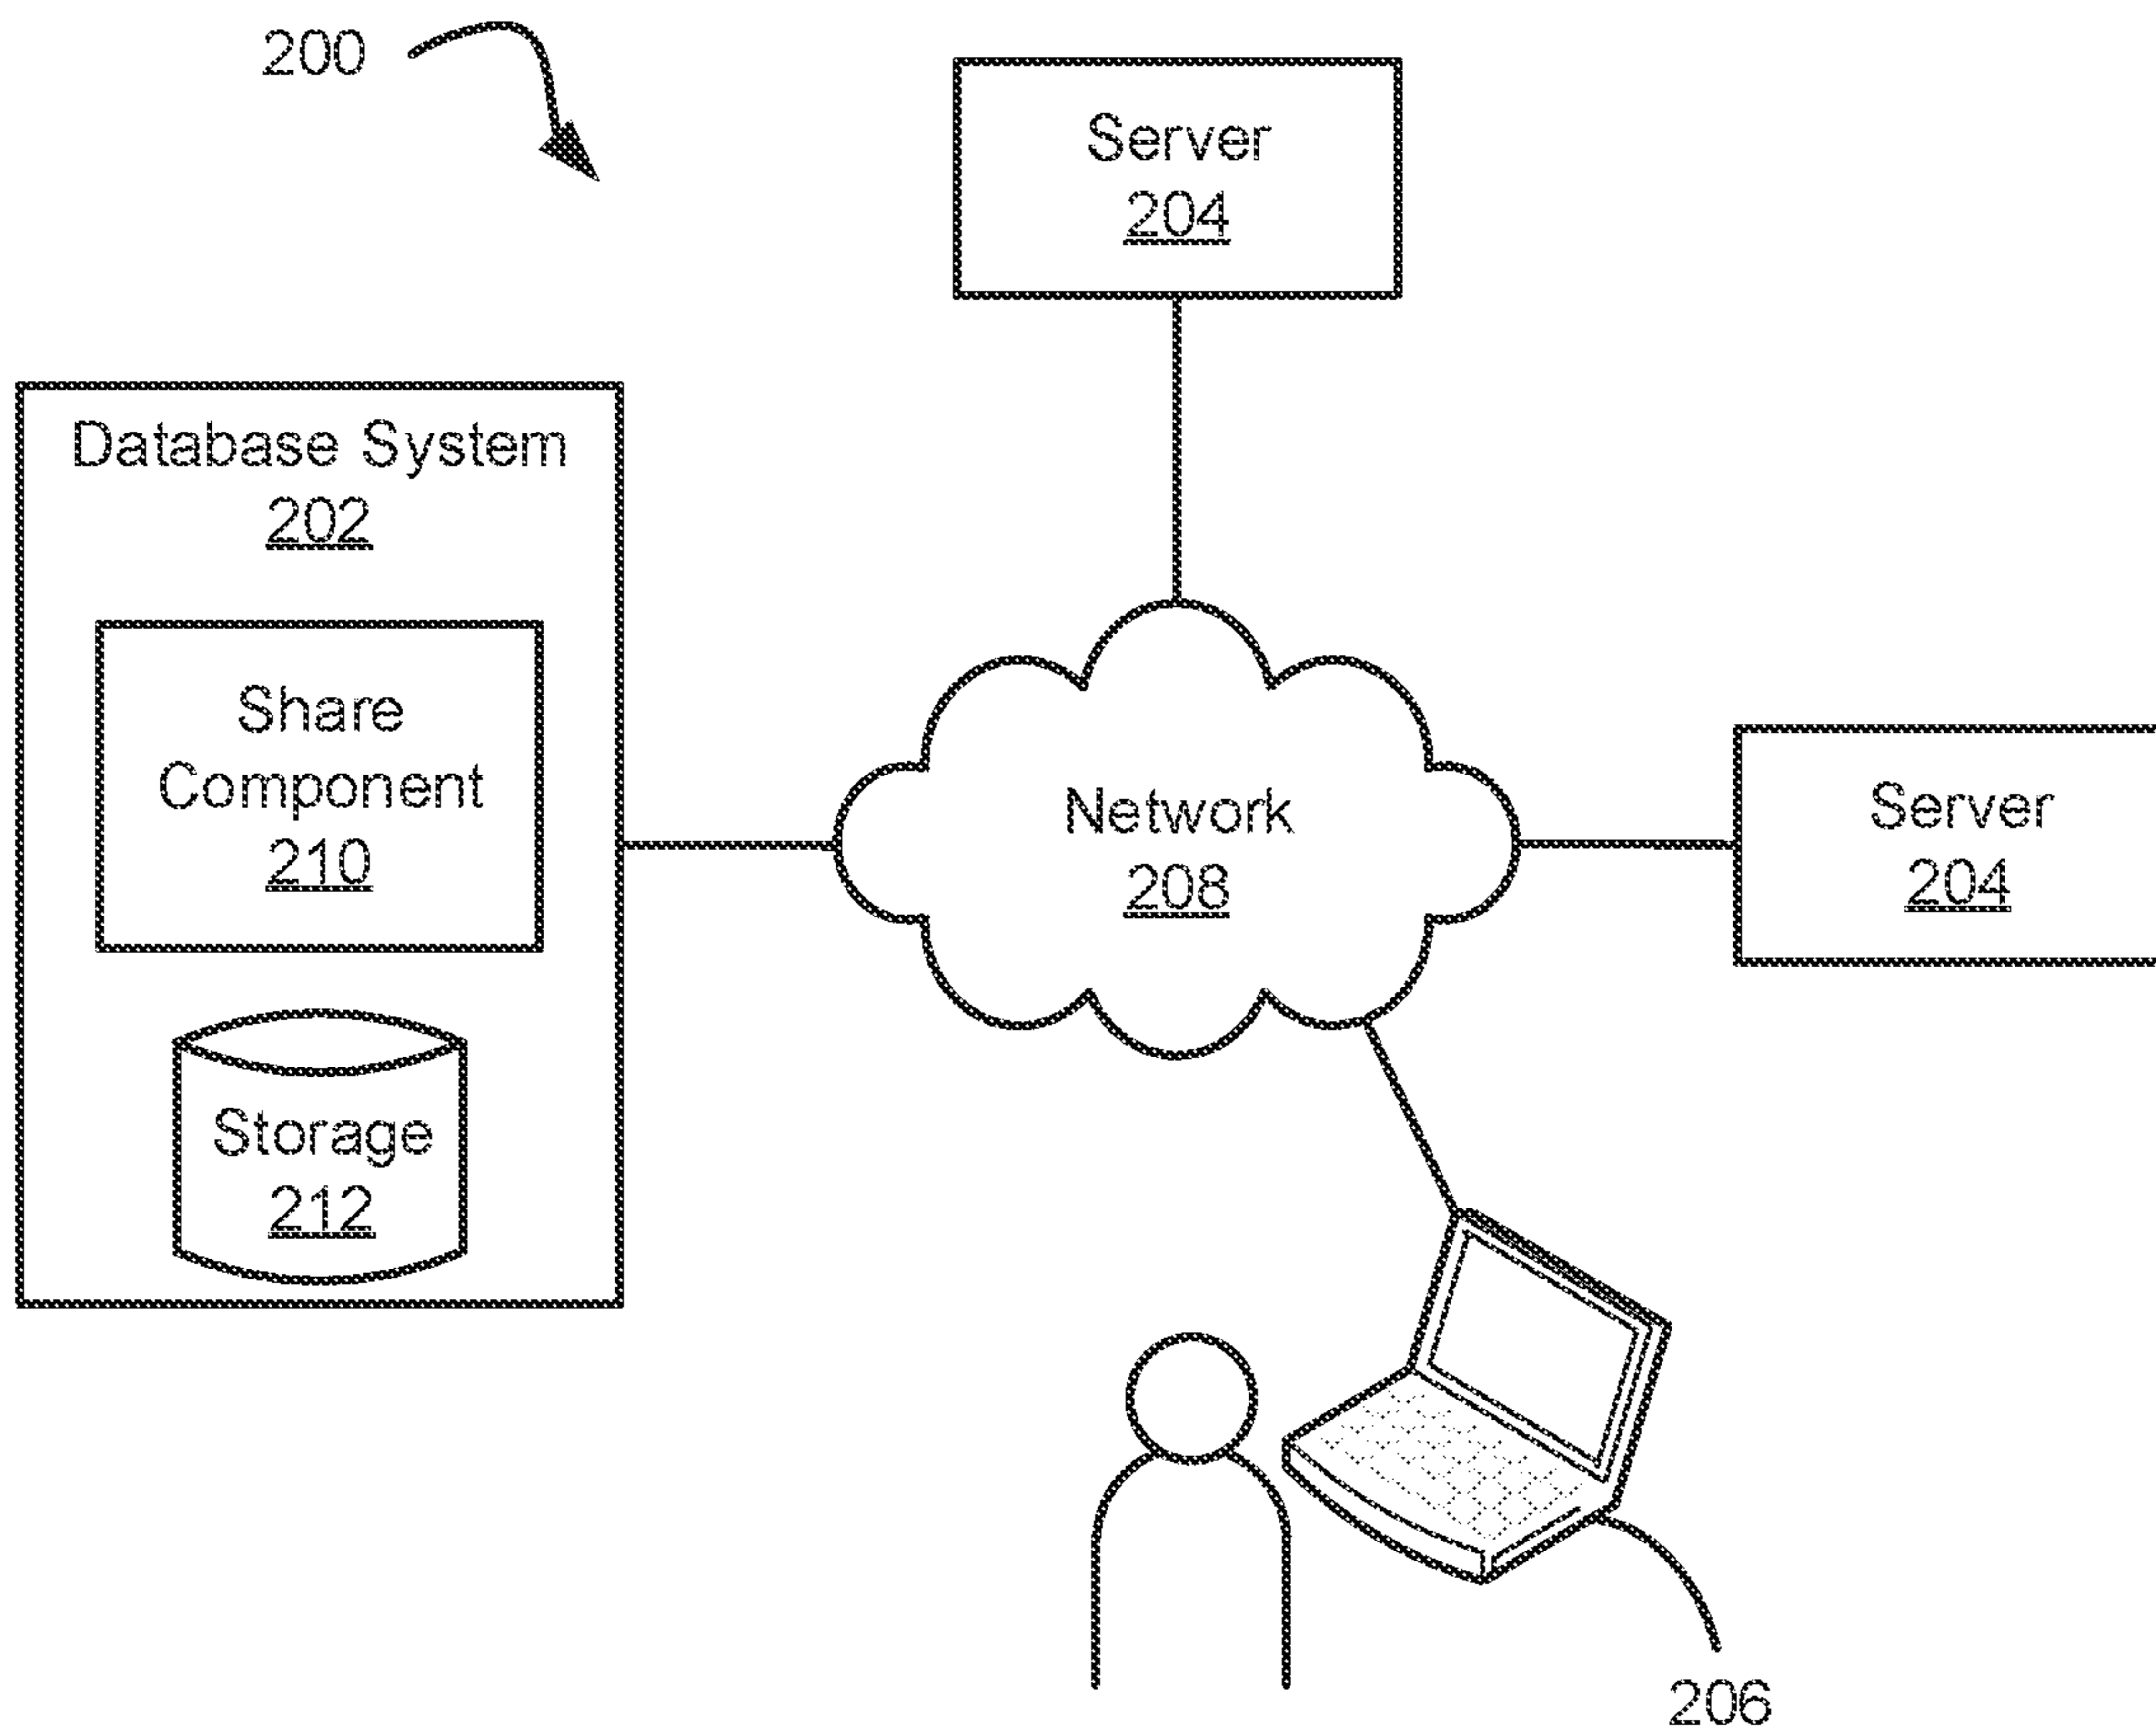 200
Server
204
Database System
202
Share
Component
210
Storage
212
Network
208
Server
204
206